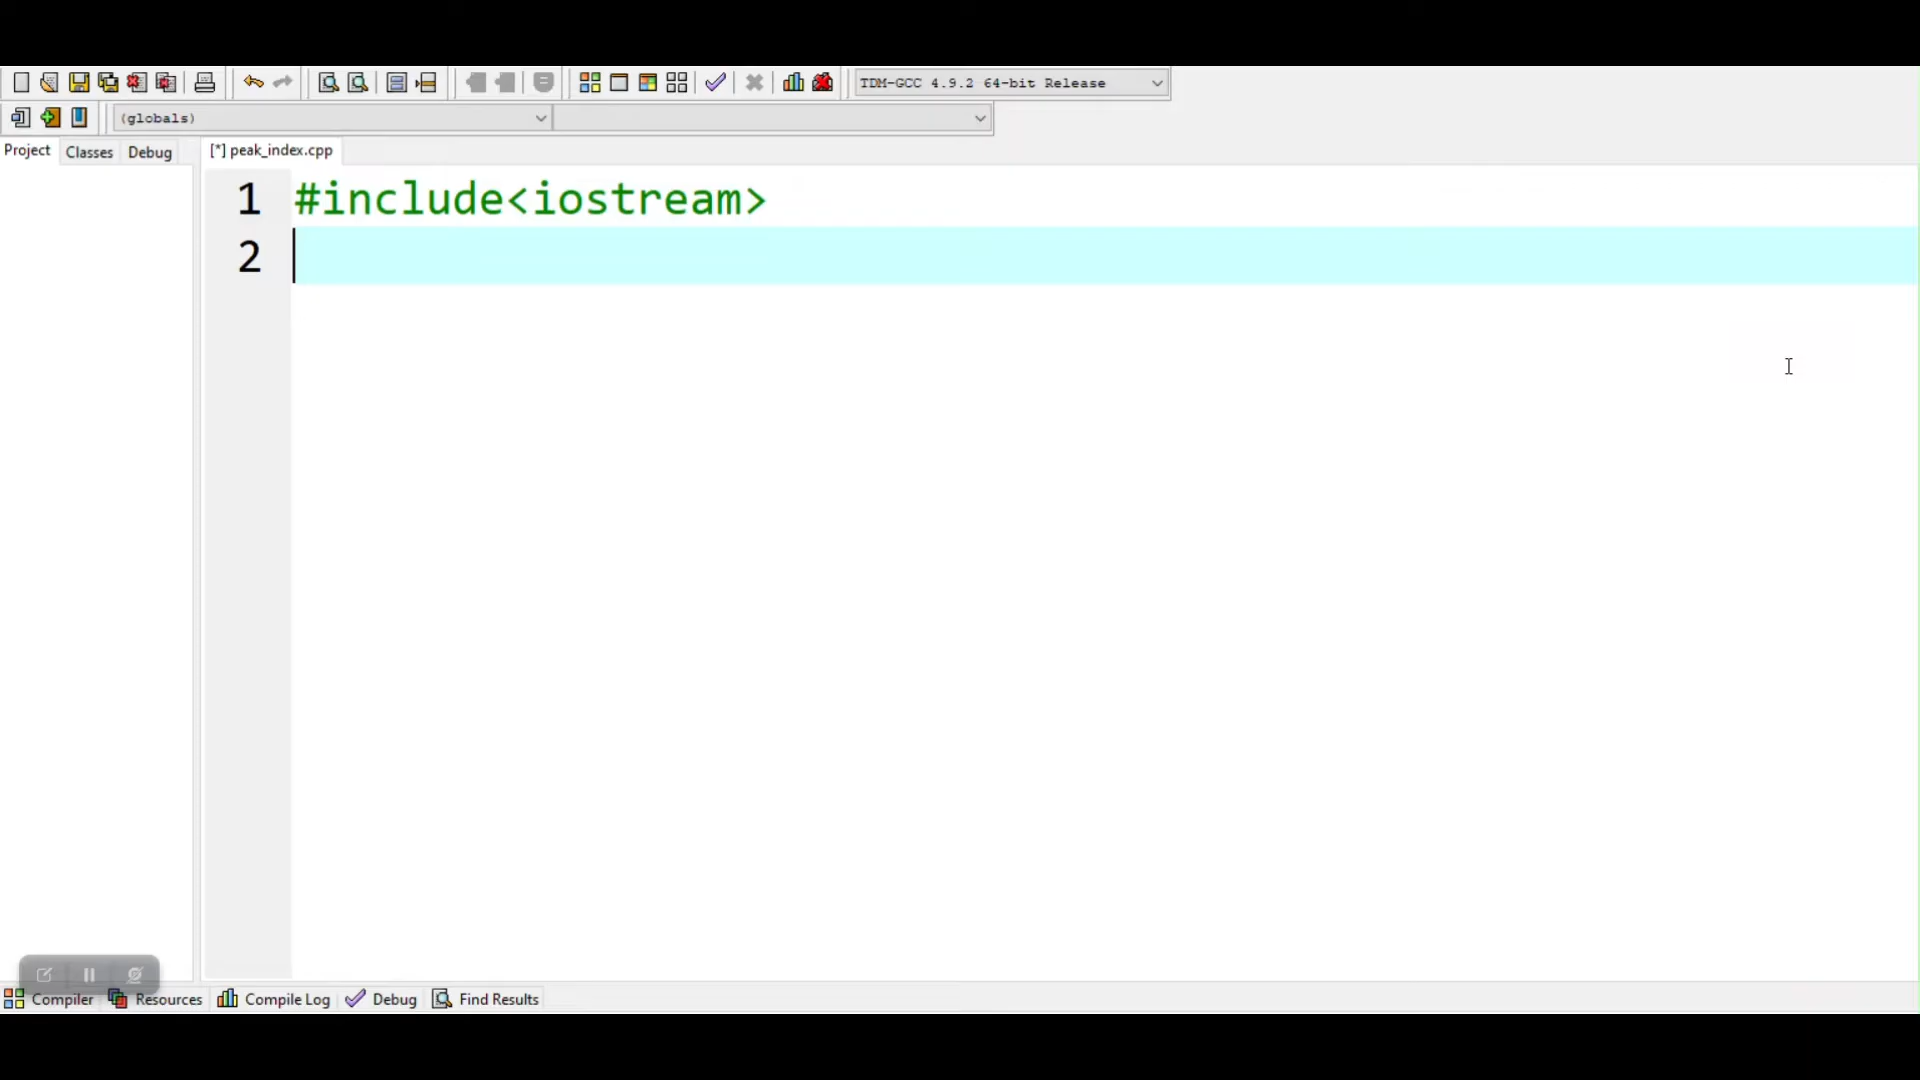 TDM-GCC 4.9.2 64-bit Release
(globals)
Project Classes Debug [*] peak_index.cpp
1 #include<iostream>
2
Compiler Resources Compile Log Debug Find Results